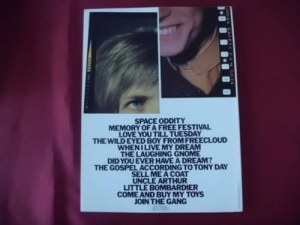 SPACE ODDITY
MEMORY OF A FREE FESTIVAL
LOVE YOU TILL TUESDAY
THE WILD EYED BOY FROM FREECLOUD
WHEN I LIVE MY DREAM
THE LAUGHING GNOME
DID YOU EVER HAVE A DREAM?
THE GOSPEL ACCORDING TO TONY DAY
SELL ME A COAT
UNCLE ARTHUR
LITTLE BOMBARDIER
COME AND BUY MY TOYS
JOIN THE GANG